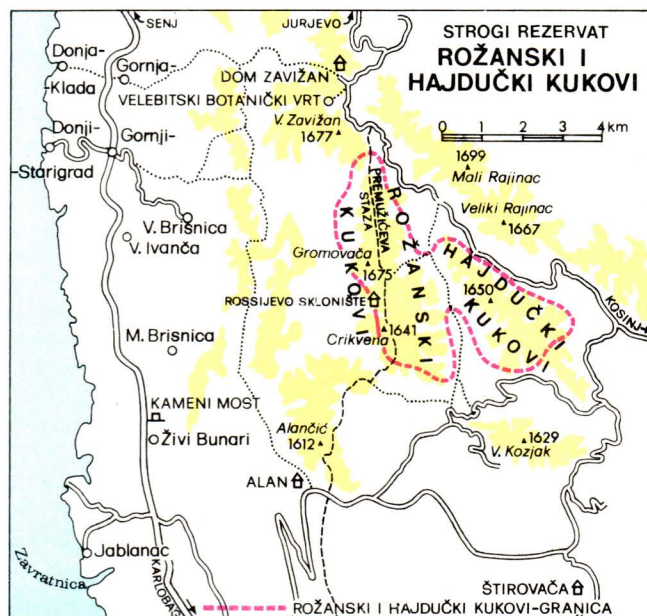 SENJ
JURJEVO
STROGI REZERVAT
ROŽANSKI I
HAJDUČKI KUKOVI
0 1 2 3 4 km
Donja-
-Klada
Gornja-
DOM ZAVIŽAN
VELEBITSKI BOTANIČKI VRT
V. Zavižan
1677
Donji-
-Starigrad
Gornji-
1699
Mali Rajinac
Veliki Rajinac
1667
PREMUŽIĆEVA
STAZA
ROŽANSKI
KUKOVI
HAJDUČKI
KUKOVI
V. Brišnica
V. Ivanča
Gromovača
1675
1650
ROSSIJEVO SKLONIŠTE
KOSINJ
1641
Crikvena
M. Brisnica
KAMENI MOST
Živi Bunari
Alančić
1612
1629
V. Kozjak
ALAN
Jablanac
Zavratnica
KARLOBAG
ŠTIROVAČA
ROŽANSKI I HAJDUČKI KUKOVI-GRANICA